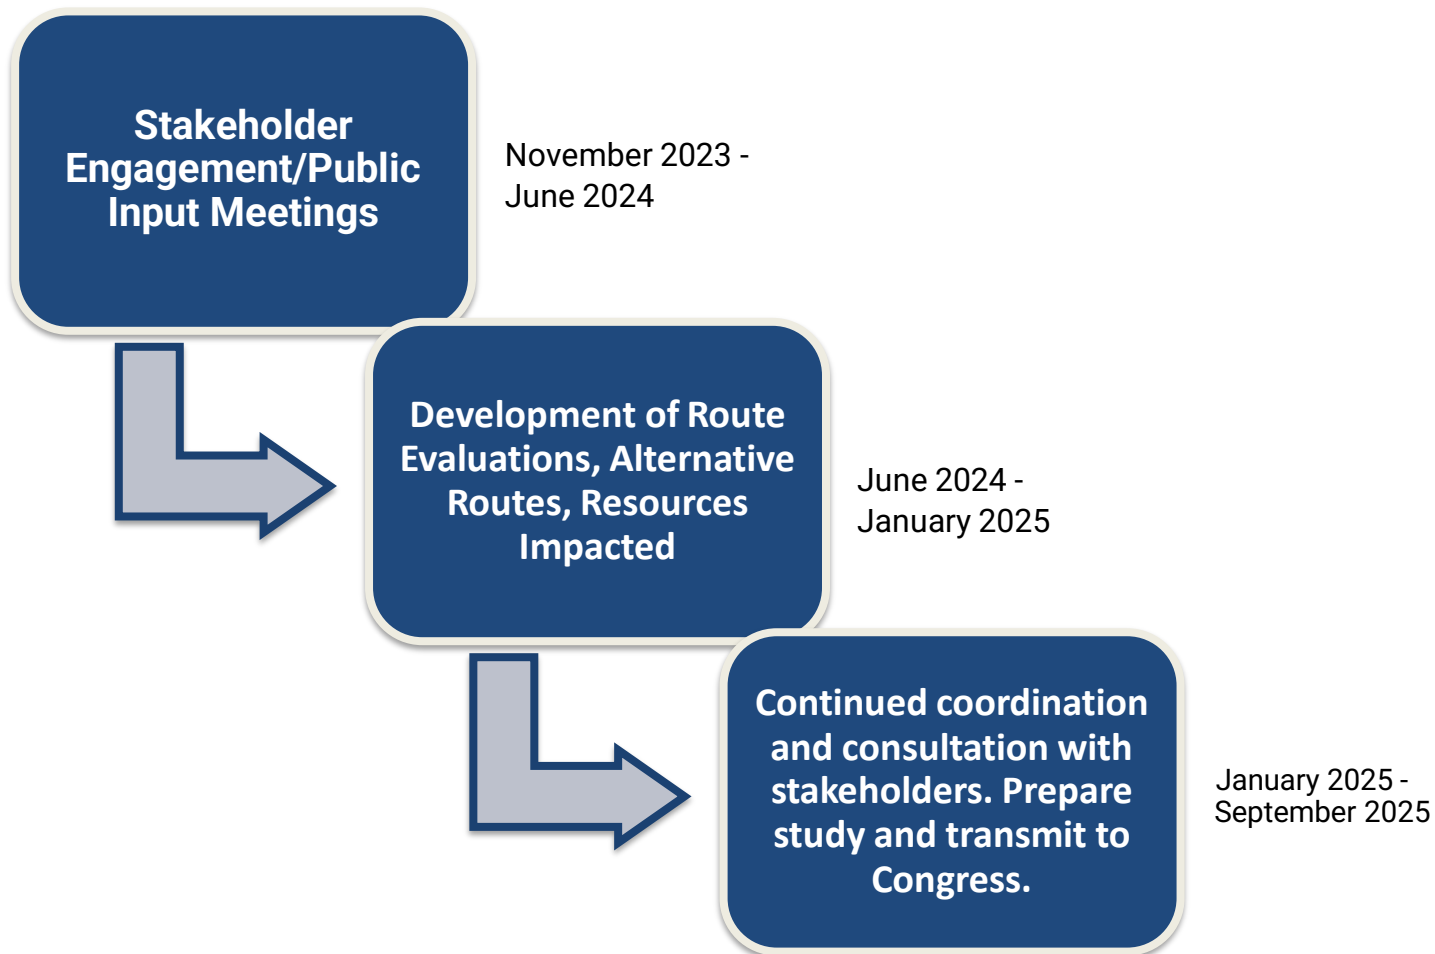 Stakeholder
Engagement/Public
Input Meetings
November 2023 -
June 2024
Development of Route
Evaluations, Alternative
Routes, Resources
Impacted
June 2024 -
January 2025
Continued coordination
and consultation with
stakeholders. Prepare
study and transmit to
Congress.
January 2025 -
September 2025